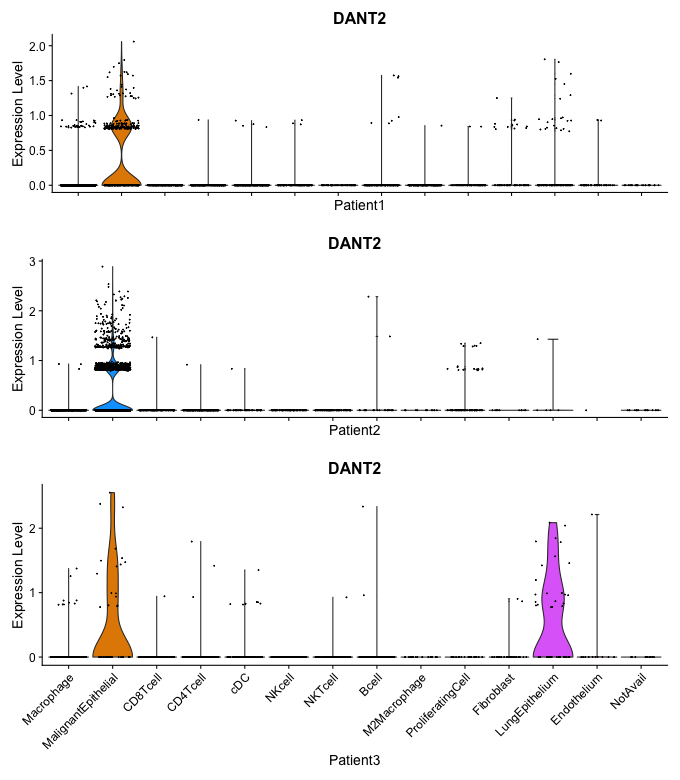 DANT2
Expression Level
2.0
1.5
1.0
0.5
0.0
Patient1
DANT2
Expression Level
3
2
1
0
Patient2
DANT2
Expression Level
2
1
0
Macrophage
MalignantEpithelial
CD8Tcell
CD4Tcell
cDC
NKcell
NKTcell
Bcell
M2Macrophage
ProliferatingCell
Fibroblast
LungEpithelium
Endothelium
NotAvail
Patient3